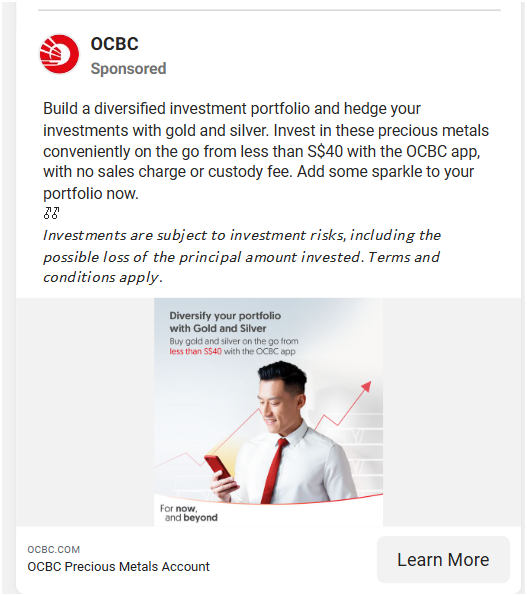 OCBC
Sponsored
Build a diversified investment portfolio and hedge your
investments with gold and silver. Invest in these precious metals
conveniently on the go from less than S$40 with the OCBC app,
with no sales charge or custody fee. Add some sparkle to your
portfolio now.
Investments are subject to investment risks, including the
possible loss of the principal amount invested. Terms and
conditions apply.
Diversify your portfolio
with Gold and Silver
Buy gold and silver on the go from
less than S$40 with the OCBC app
For now,
and beyond
OCBC.COM
OCBC Precious Metals Account
Learn More